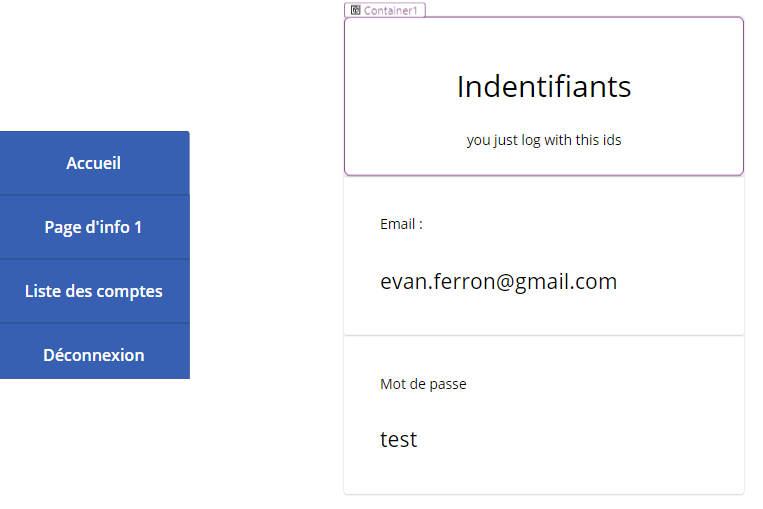 Container1
Indentifiants
you just log with this ids
Accueil
Page d'info 1
Liste des comptes
Déconnexion
Email :
evan.ferron@gmail.com
Mot de passe
test